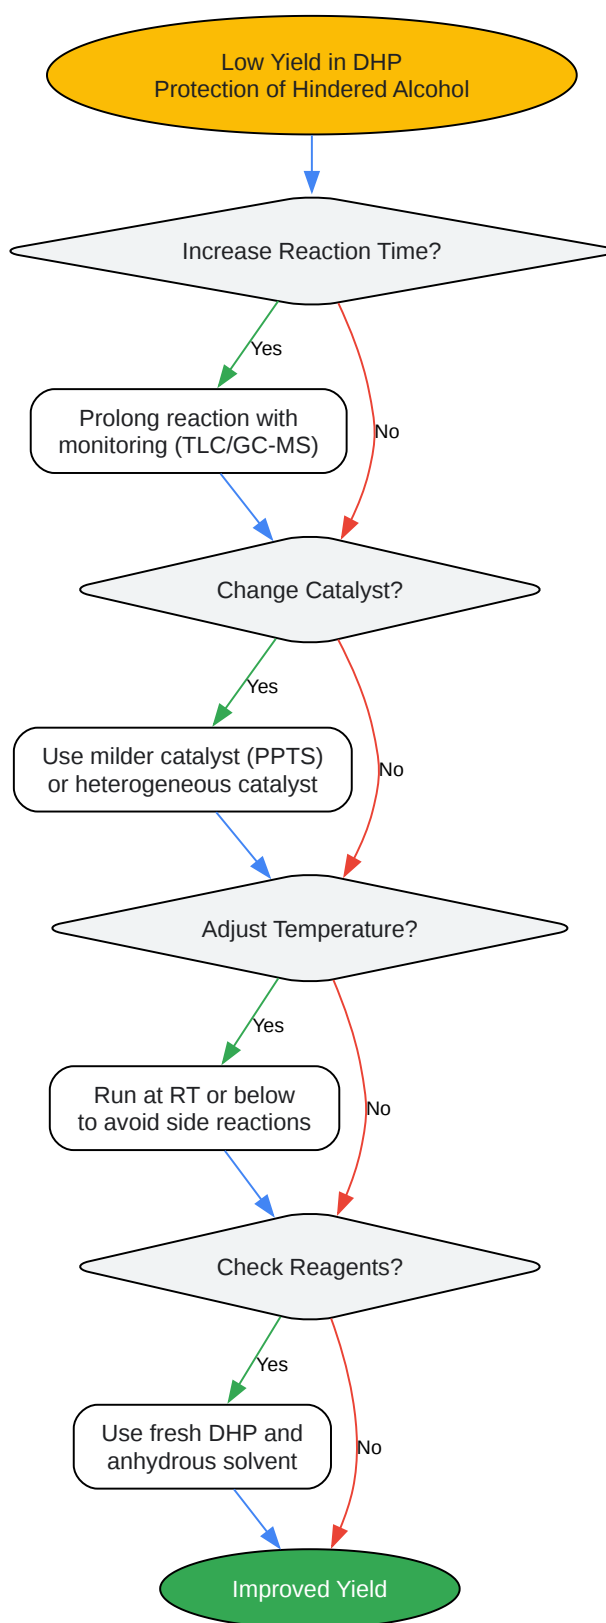 Low Yield in DHP
Protection of Hindered Alcohol
Increase Reaction Time?
Yes
Prolong reaction with
monitoring (TLC/GC-MS)
No
Change Catalyst?
Yes
Use milder catalyst (PPTS)
or heterogeneous catalyst
No
Adjust Temperature?
Yes
Run at RT or below
to avoid side reactions
No
Check Reagents?
Yes
Use fresh DHP and
anhydrous solvent
No
Improved Yield